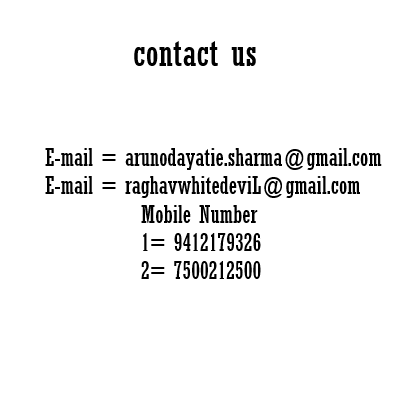 contact us
E-mail = arunodayatie.sharma@gmail.com
E-mail = raghavwhitedeviL@gmail.com
Mobile Number
1= 9412179326
2= 7500212500